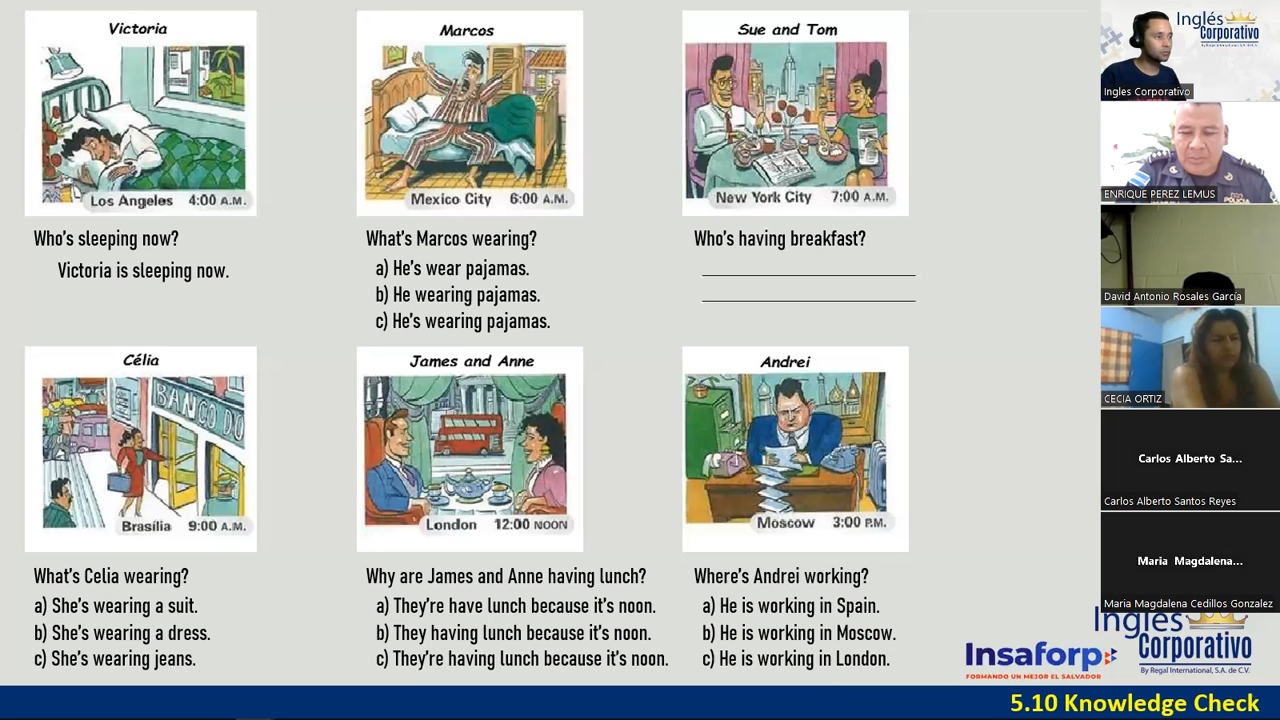 Victoria
Los Angeles 4:00 A.M.
Who's sleeping now?
Victoria is sleeping now.
Marcos
Mexico City 6:00 A.M.
What's Marcos wearing?
a) He's wear pajamas.
b) He wearing pajamas.
c) He's wearing pajamas.
Sue and Tom
New York City 7:00 A.M.
Who's having breakfast?
Célia
BANCO DO
Brasília 9:00 A.M.
What's Celia wearing?
a) She's wearing a suit.
b) She's wearing a dress.
c) She's wearing jeans.
James and Anne
London 12:00 NOON
Why are James and Anne having lunch?
a) They're have lunch because it's noon.
b) They having lunch because it's noon.
c) They're having lunch because it's noon.
Andrei
Moscow 3:00 P.M.
Where's Andrei working?
a) He is working in Spain.
b) He is working in Moscow.
c) He is working in London.
Inglés
Corporativo
By Regal International, S.A. de C.V.
Ingles Corporativo
ENRIQUE PEREZ LEMUS
David Antonio Rosales García
CECIA ORTIZ
Carlos Alberto Sa...
Carlos Alberto Santos Reyes
Maria Magdalena...
Maria Magdalena Cedillos Gonzalez
Insaforp
FORMANDO UN MEJOR EL SALVADOR
Inglés
Corporativo
By Regal International, S.A. de C.V.
5.10 Knowledge Check